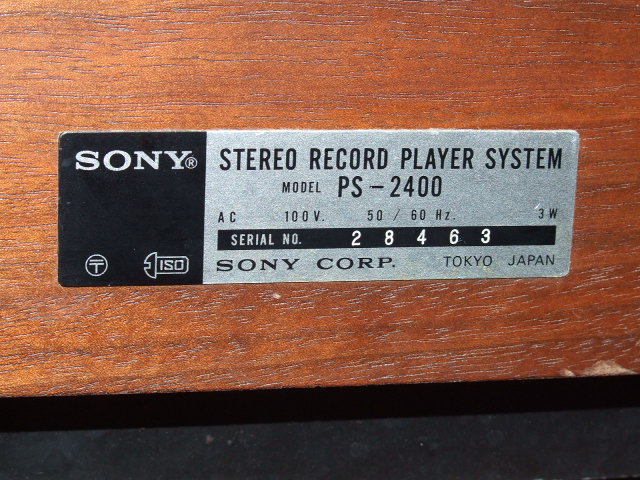 SONY®
STEREO RECORD PLAYER SYSTEM
MODEL PS-2400
AC 100V. 50 / 60 Hz. 3W
SERIAL NO. 28463
〒 ISO SONY CORP. TOKYO JAPAN